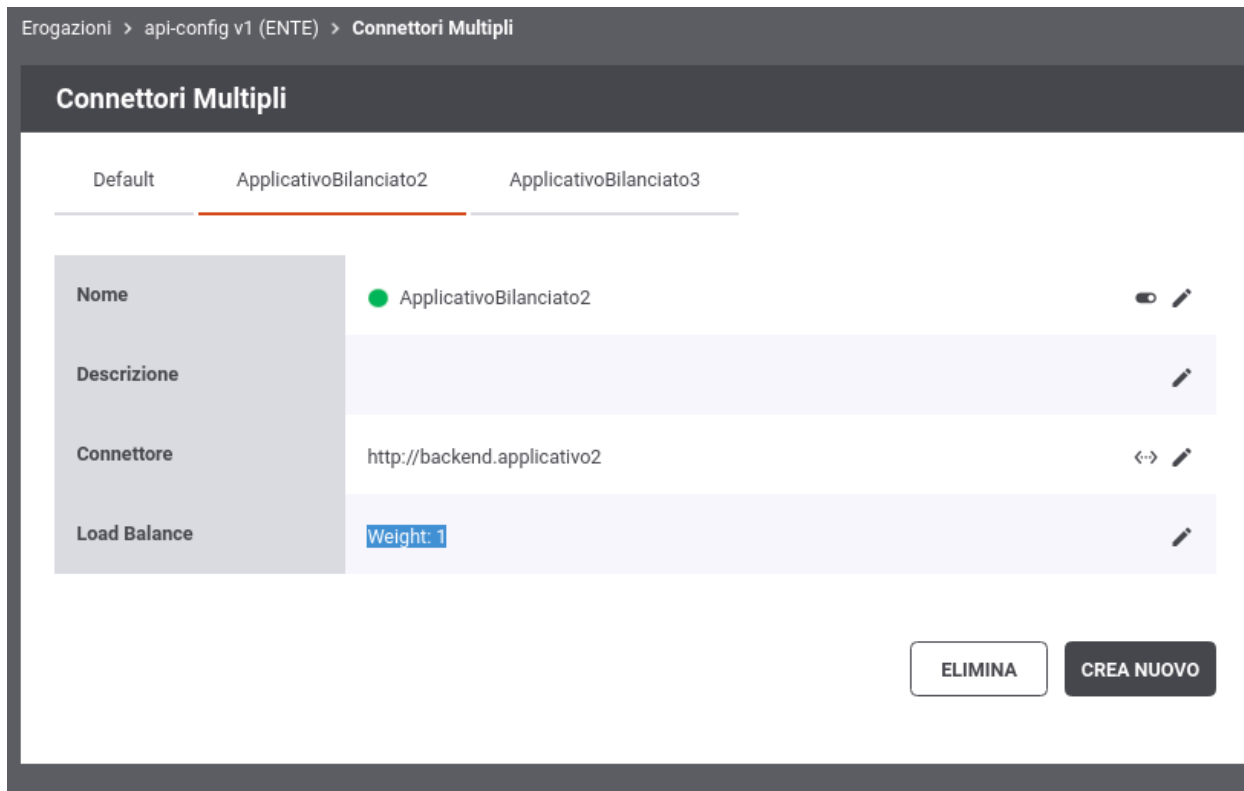 Erogazioni > api-config v1 (ENTE) > Connettori Multipli
Connettori Multipli
Default ApplicativoBilanciato2 ApplicativoBilanciato3
Nome ApplicativoBilanciato2
Descrizione
Connettore http://backend.applicativo2
Load Balance Weight: 1
ELIMINA CREA NUOVO